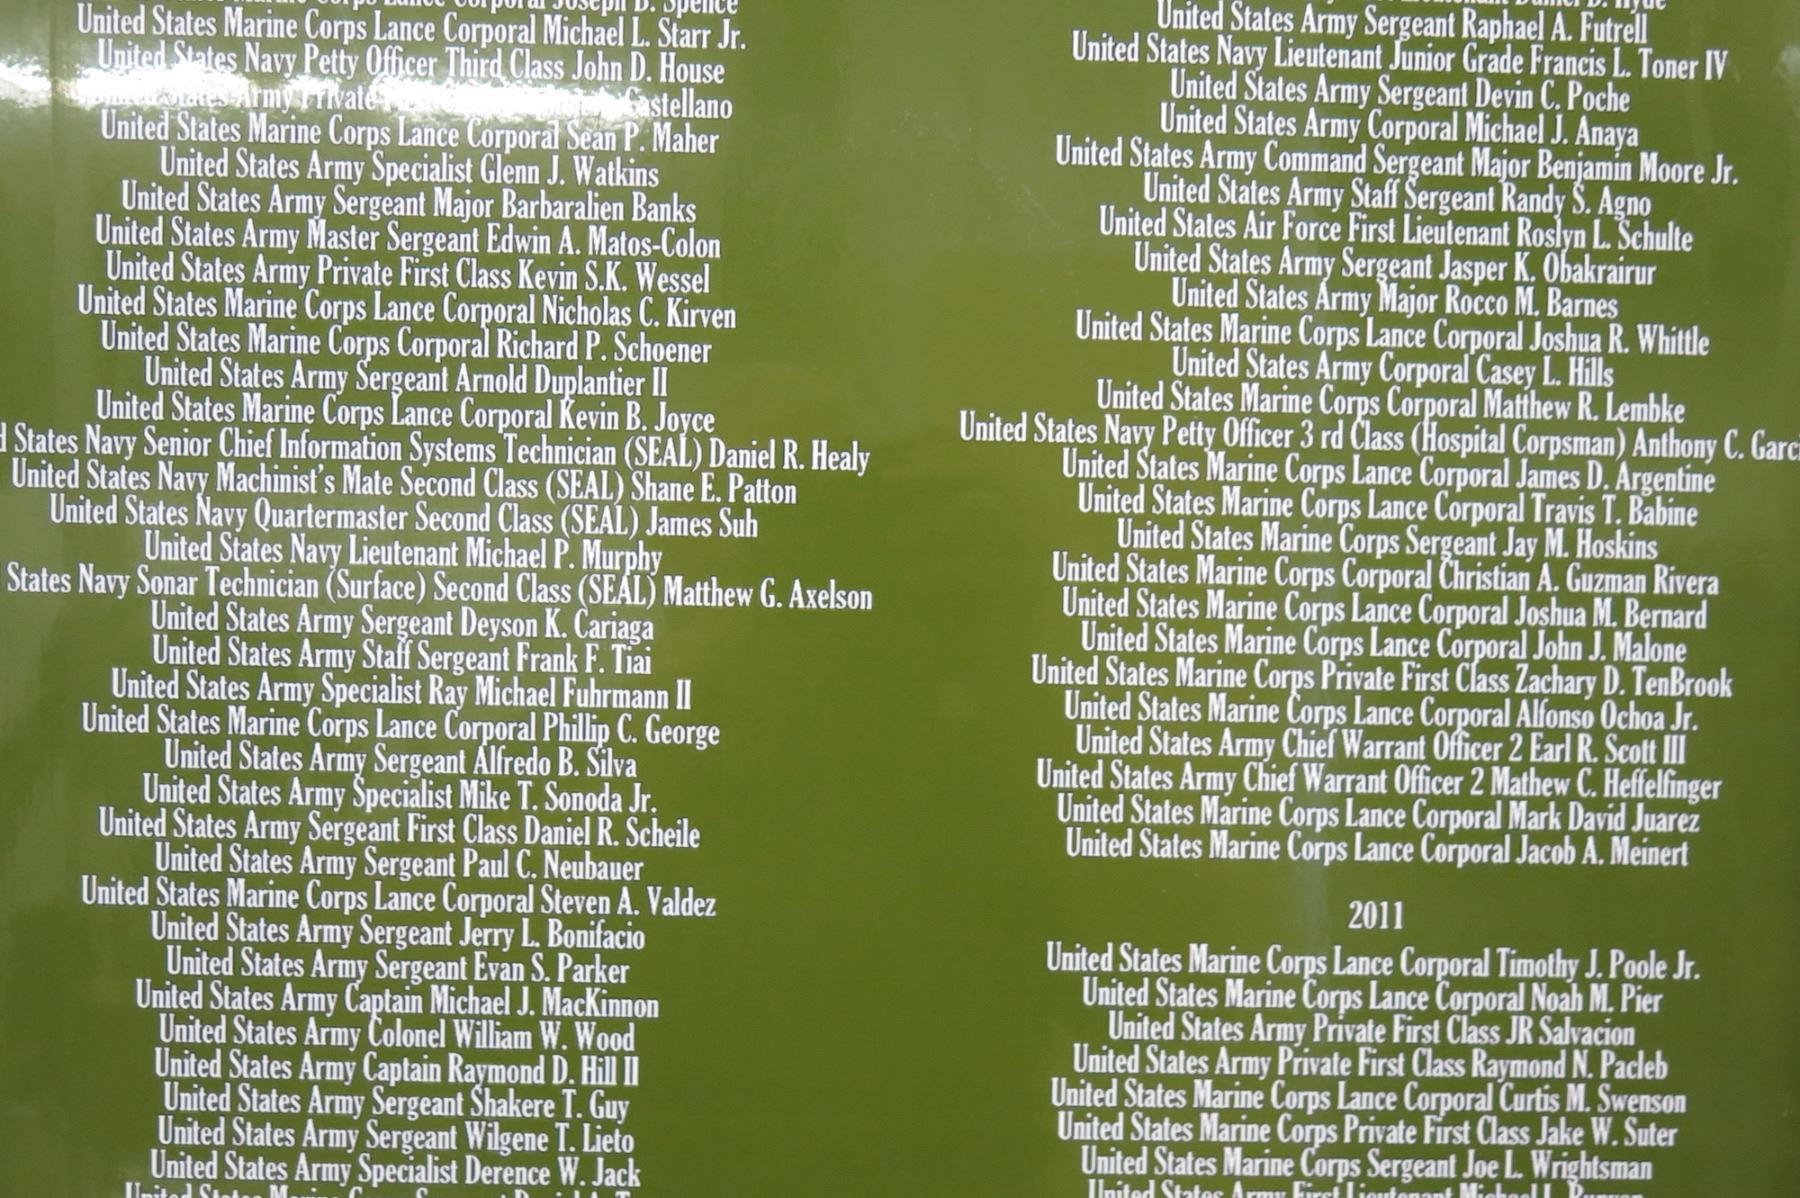 Lance Corporal Joseph B. Spence
United States Marine Corps Lance Corporal Michael L. Starr Jr.
United States Navy Petty Officer Third Class John D. House
United States Army Private Castellano
United States Marine Corps Lance Corporal Sean P. Maher
United States Army Specialist Glenn J. Watkins
United States Army Sergeant Major Barbaralien Banks
United States Army Master Sergeant Edwin A. Matos-Colon
United States Army Private First Class Kevin S.K. Wessel
United States Marine Corps Lance Corporal Nicholas C. Kirven
United States Marine Corps Corporal Richard P. Schoener
United States Army Sergeant Arnold Duplantier II
United States Marine Corps Lance Corporal Kevin B. Joyce
States Navy Senior Chief Information Systems Technician (SEAL) Daniel R. Healy
United States Navy Machinist's Mate Second Class (SEAL) Shane E. Patton
United States Navy Quartermaster Second Class (SEAL) James Suh
United States Navy Lieutenant Michael P. Murphy
States Navy Sonar Technician (Surface) Second Class (SEAL) Matthew G. Axelson
United States Army Sergeant Deyson K. Cariaga
United States Army Staff Sergeant Frank F. Tiai
United States Army Specialist Ray Michael Fuhrmann II
United States Marine Corps Lance Corporal Phillip C. George
United States Army Sergeant Alfredo B. Silva
United States Army Specialist Mike T. Sonoda Jr.
United States Army Sergeant First Class Daniel R. Scheile
United States Army Sergeant Paul C. Neubauer
United States Marine Corps Lance Corporal Steven A. Valdez
United States Army Sergeant Jerry L. Bonifacio
United States Army Sergeant Evan S. Parker
United States Army Captain Michael J. MacKinnon
United States Army Colonel William W. Wood
United States Army Captain Raymond D. Hill II
United States Army Sergeant Shakere T. Guy
United States Army Sergeant Wilgene T. Lieto
United States Army Specialist Derence W. Jack
United States Army Sergeant Raphael A. Futrell
United States Navy Lieutenant Junior Grade Francis L. Toner IV
United States Army Sergeant Devin C. Poche
United States Army Corporal Michael J. Anaya
United States Army Command Sergeant Major Benjamin Moore Jr.
United States Army Staff Sergeant Randy S. Agno
United States Air Force First Lieutenant Roslyn L. Schulte
United States Army Sergeant Jasper K. Obakrairur
United States Army Major Rocco M. Barnes
United States Marine Corps Lance Corporal Joshua R. Whittle
United States Army Corporal Casey L. Hills
United States Marine Corps Corporal Matthew R. Lembke
United States Navy Petty Officer 3 rd Class (Hospital Corpsman) Anthony C. Garci
United States Marine Corps Lance Corporal James D. Argentine
United States Marine Corps Lance Corporal Travis T. Babine
United States Marine Corps Sergeant Jay M. Hoskins
United States Marine Corps Corporal Christian A. Guzman Rivera
United States Marine Corps Lance Corporal Joshua M. Bernard
United States Marine Corps Lance Corporal John J. Malone
United States Marine Corps Private First Class Zachary D. TenBrook
United States Marine Corps Lance Corporal Alfonso Ochoa Jr.
United States Army Chief Warrant Officer 2 Earl R. Scott III
United States Army Chief Warrant Officer 2 Mathew C. Heffelfinger
United States Marine Corps Lance Corporal Mark David Juarez
United States Marine Corps Lance Corporal Jacob A. Meinert
2011
United States Marine Corps Lance Corporal Timothy J. Poole Jr.
United States Marine Corps Lance Corporal Noah M. Pier
United States Army Private First Class JR Salvacion
United States Army Private First Class Raymond N. Pacleb
United States Marine Corps Lance Corporal Curtis M. Swenson
United States Marine Corps Private First Class Jake W. Suter
United States Marine Corps Sergeant Joe L. Wrightsman
United States Army First Lieutenant Michael L.